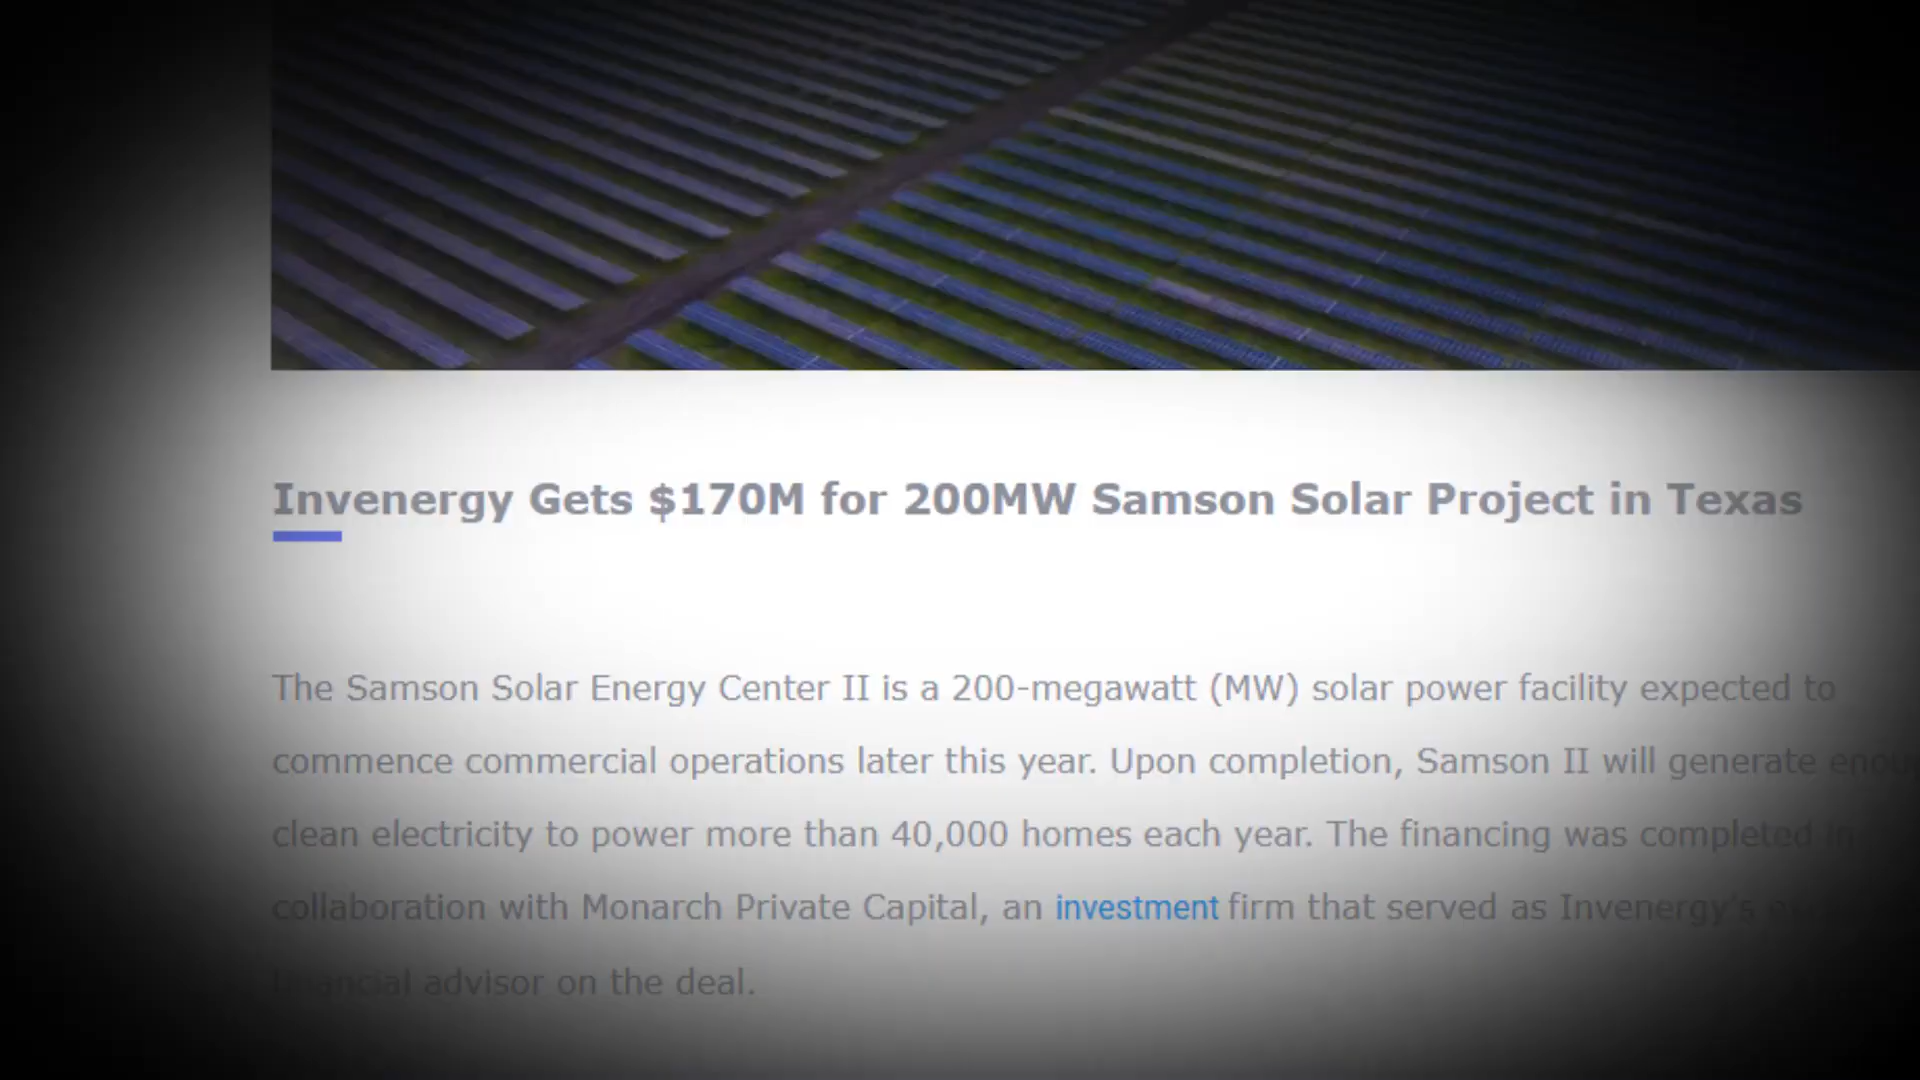 Invenergy Gets $170M for 200MW Samson Solar Project in Texas
The Samson Solar Energy Center II is a 200-megawatt (MW) solar power facility expected to
commence commercial operations later this year. Upon completion, Samson II will generate
clean electricity to power more than 40,000 homes each year. The financing was completed in
collaboration with Monarch Private Capital, an investment firm that served as Invenergy's
financial advisor on the deal.